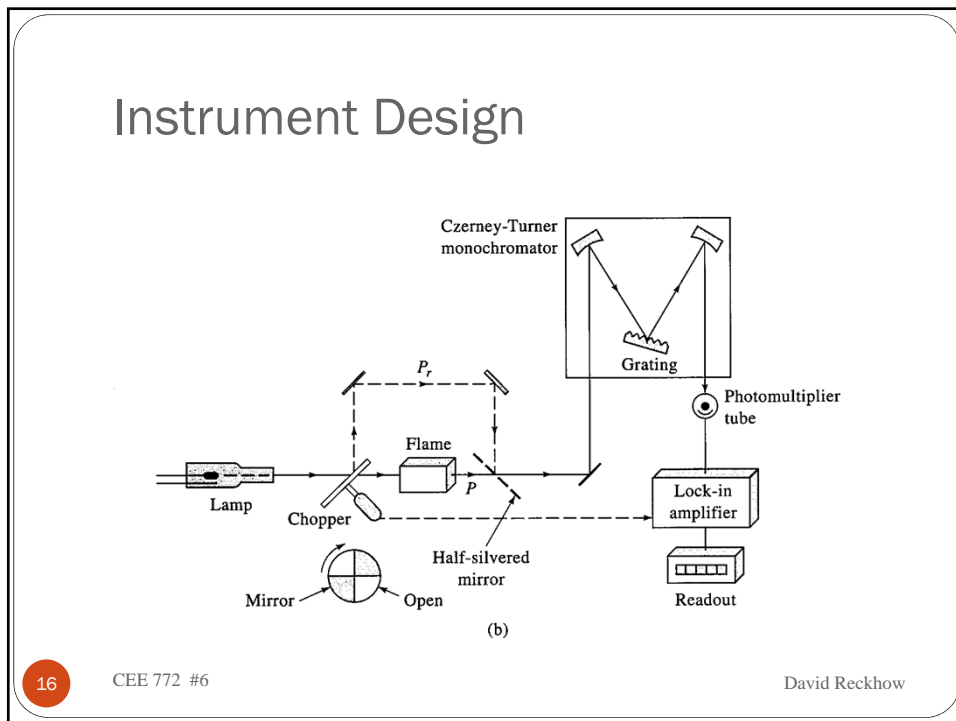 Instrument Design
Czerney-Turner
monochromator
Grating
Pr
Photomultiplier
tube
Flame
P
Lamp
Chopper
Lock-in
amplifier
Half-silvered
mirror
Mirror
Open
Readout
(b)
16
CEE 772 #6
David Reckhow